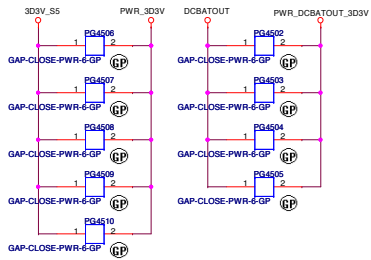 3D3V_S5 PWR_3D3V DCBATOUT PWR_DCBATOUT_3D3V
PG4506 PG4502
1 2 1 2
GAP-CLOSE-PWR-6-GP GP GAP-CLOSE-PWR-6-GP GP
PG4507 PG4503
1 2 1 2
GAP-CLOSE-PWR-6-GP GP GAP-CLOSE-PWR-6-GP GP
PG4508 PG4504
1 2 1 2
GAP-CLOSE-PWR-6-GP GP GAP-CLOSE-PWR-6-GP GP
PG4509 PG4505
1 2 1 2
GAP-CLOSE-PWR-6-GP GP GAP-CLOSE-PWR-6-GP GP
PG4510
1 2
GAP-CLOSE-PWR-6-GP GP